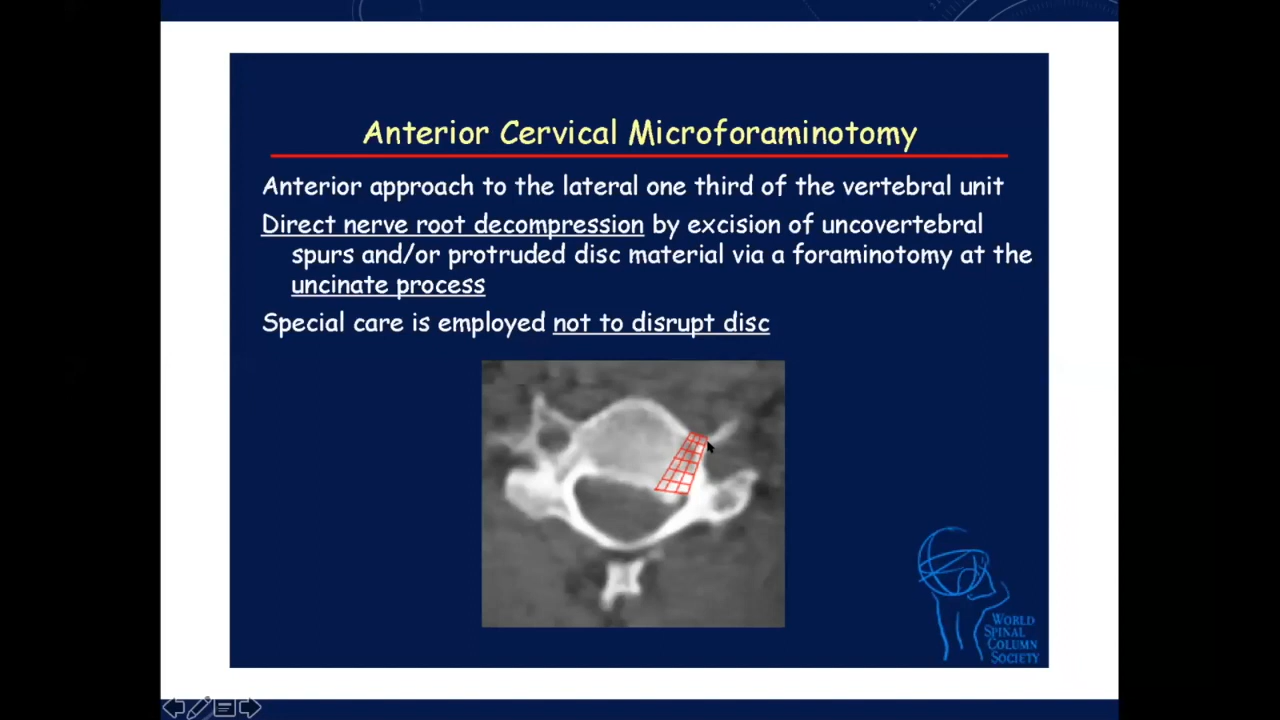 Anterior Cervical Microforaminotomy
Anterior approach to the lateral one third of the vertebral unit
Direct nerve root decompression by excision of uncovertebral
spurs and/or protruded disc material via a foraminotomy at the
uncinate process
Special care is employed not to disrupt disc
WORLD
SPINAL
COLUMN
SOCIETY